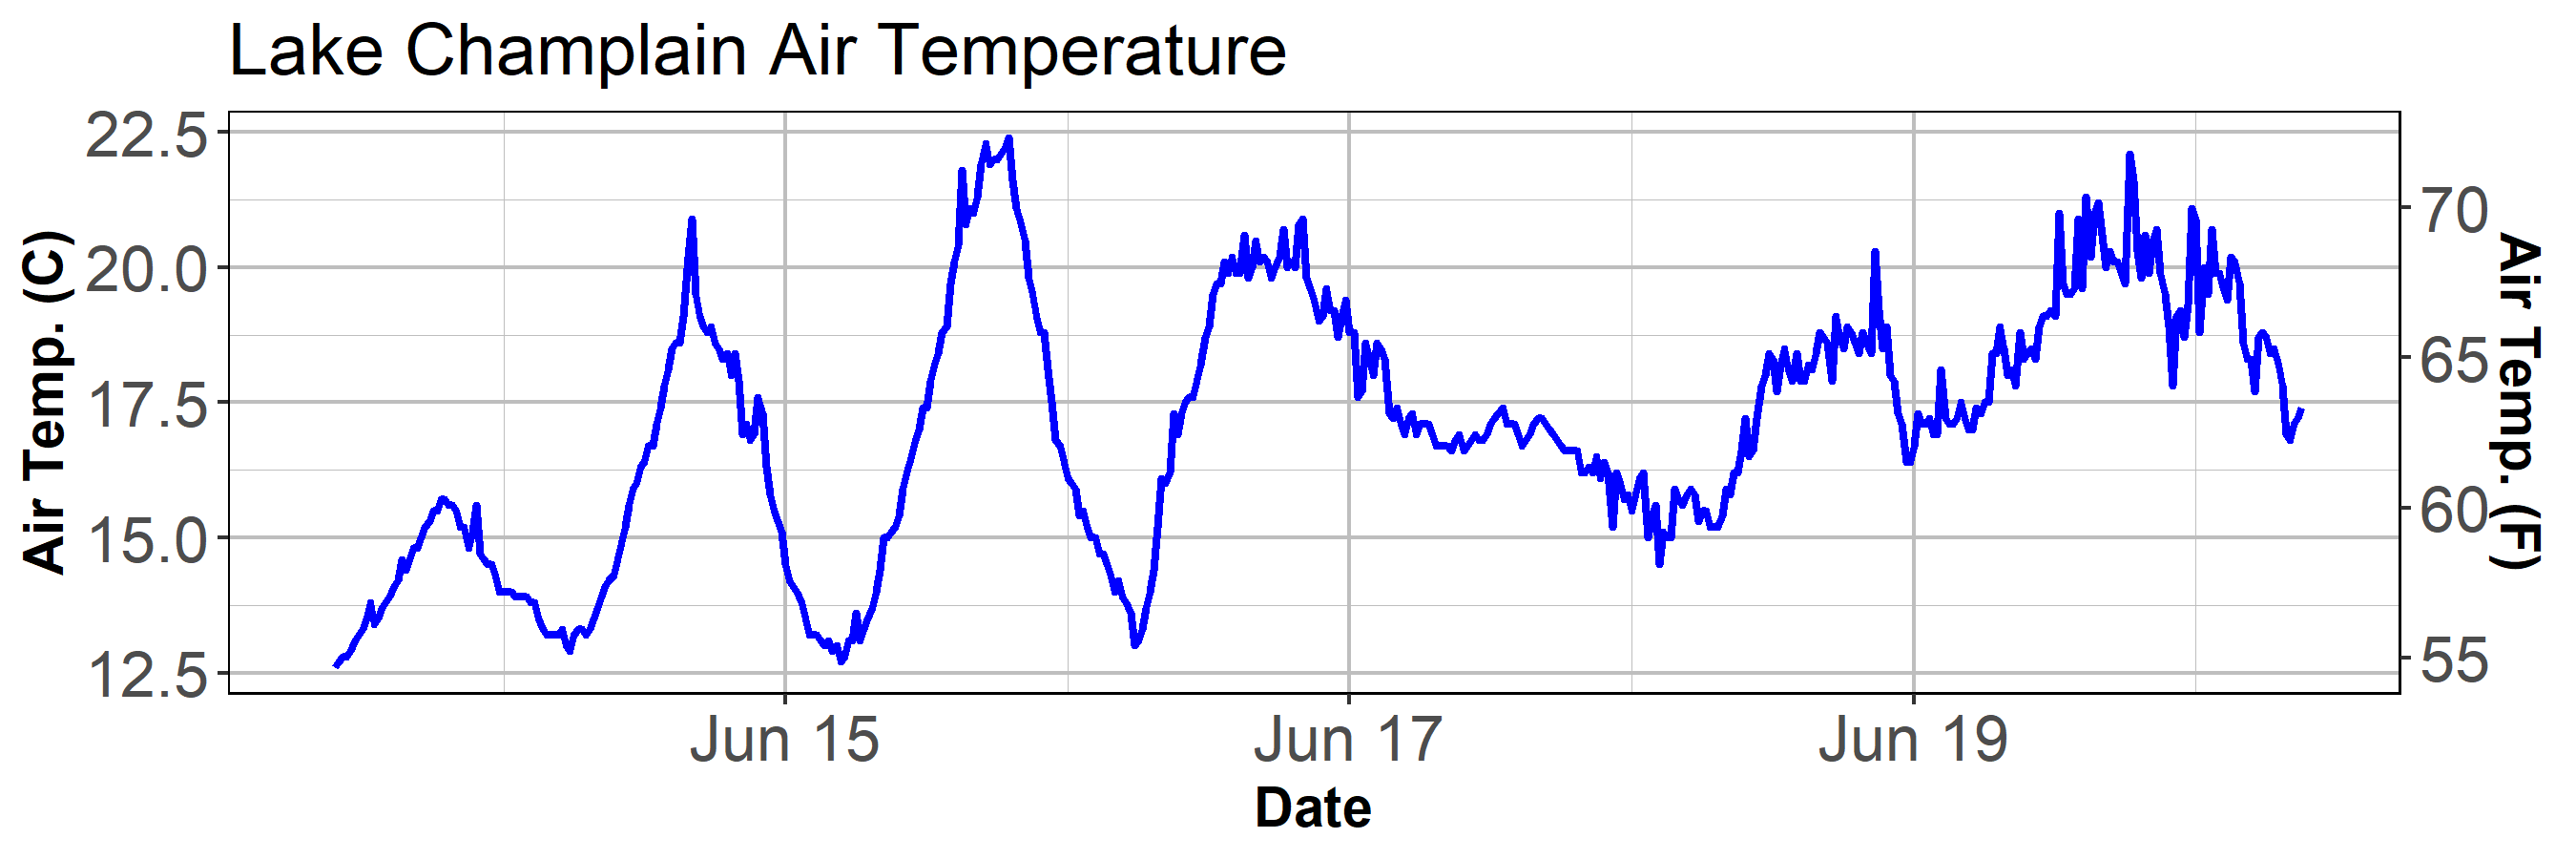 Lake Champlain Air Temperature
Air Temp. (C)
22.5
20.0
17.5
15.0
12.5
70
65
60
55
Air Temp. (F)
Jun 15
Jun 17
Jun 19
Date